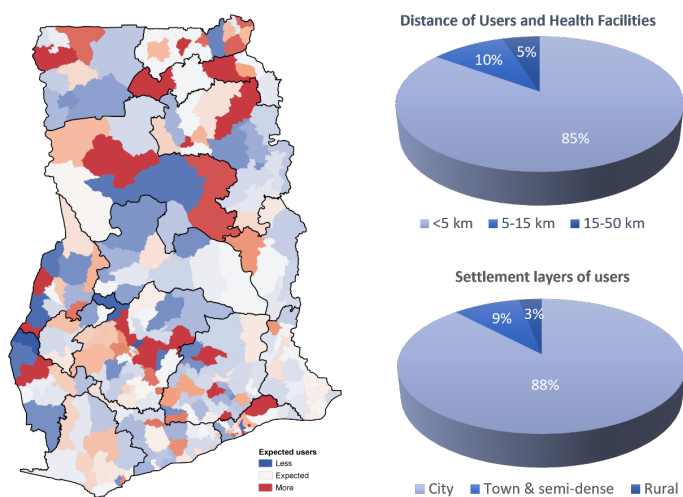 Distance of Users and Health Facilities
5%
10%
85%
<5 km 5-15 km 15-50 km
Settlement layers of users
3%
9%
88%
City Town & semi-dense Rural
Expected users
Less
Expected
More